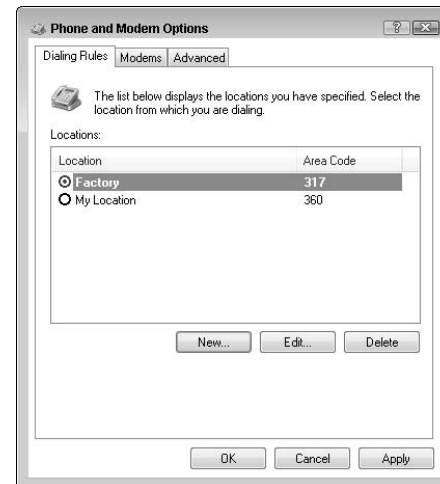 Phone and Modem Options
Dialing Rules Modems Advanced
The list below displays the locations you have specified. Select the
location from which you are dialing.
Locations:
Location Area Code
Factory 317
My Location 360
New... Edit... Delete
OK Cancel Apply